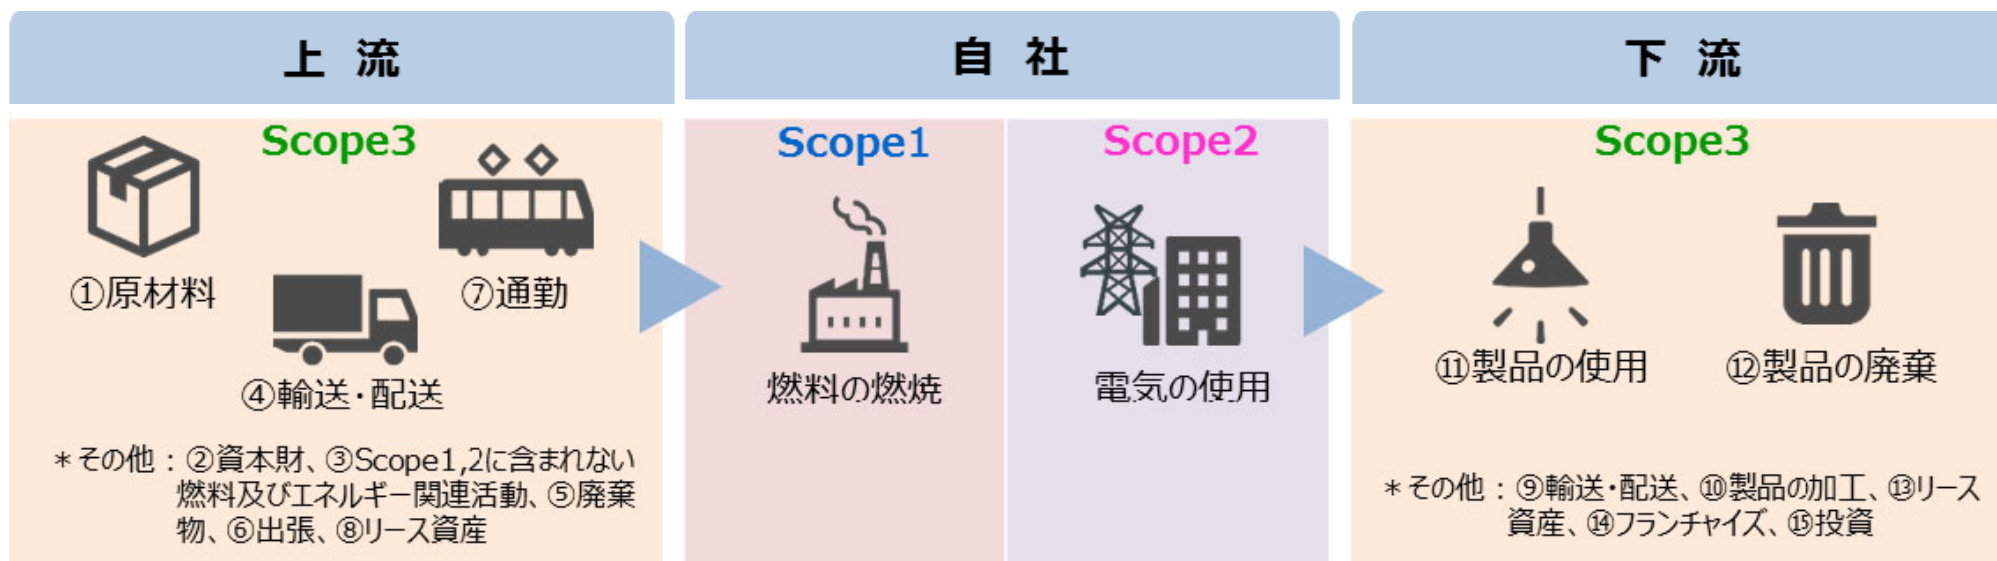 上 流
Scope3
①原材料
⑦通勤
④輸送・配送
＊その他：②資本財、③Scope1,2に含まれない
燃料及びエネルギー関連活動、⑤廃棄
物、⑥出張、⑧リース資産
自 社
Scope1
燃料の燃焼
Scope2
電気の使用
下 流
Scope3
⑪製品の使用
⑫製品の廃棄
＊その他：⑨輸送・配送、⑩製品の加工、⑬リース
資産、⑭フランチャイズ、⑮投資